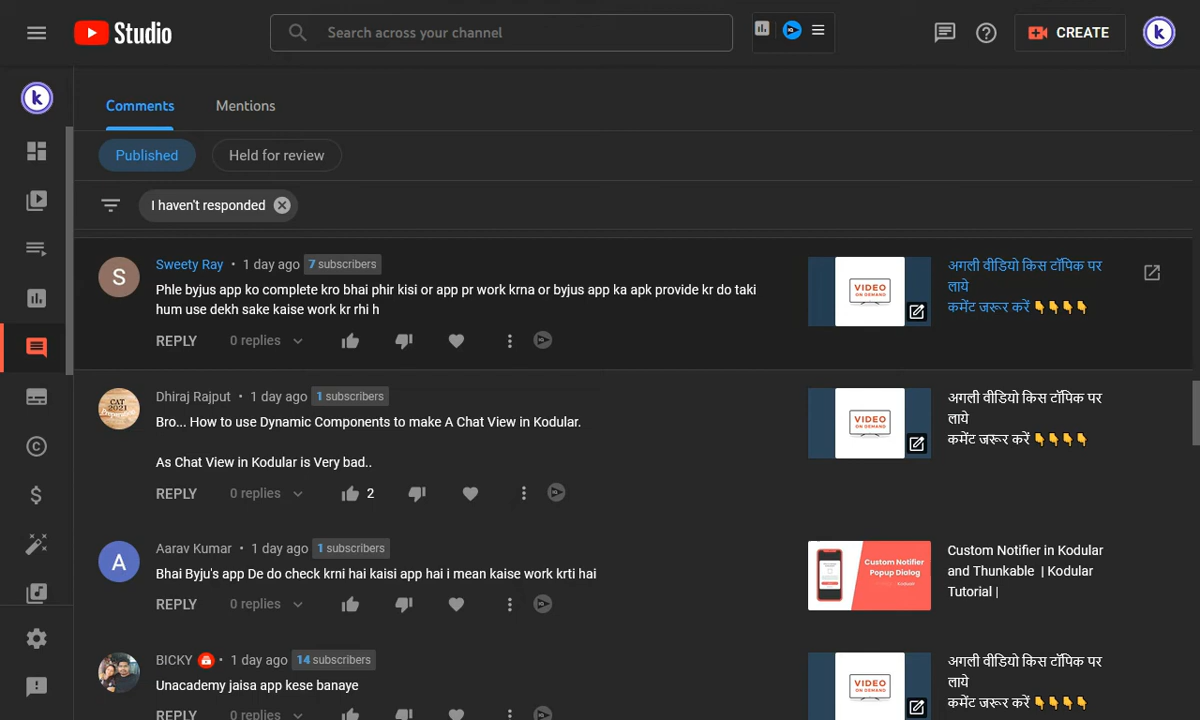 Studio
Search across your channel
CREATE
k
k
Comments
Mentions
Published
Held for review
I haven't responded
S
Sweety Ray • 1 day ago 7 subscribers
Phle byjus app ko complete kro bhai phir kisi or app pr work krna or byjus app ka apk provide kr do taki
hum use dekh sake kaise work kr rhi h
REPLY 0 replies
VIDEO
ON DEMAND
अगली वीडियो किस टॉपिक पर
लाये
कमेंट जरूर करें 👇👇👇👇
CAT
2021
Preparation
Dhiraj Rajput • 1 day ago 1 subscribers
Bro... How to use Dynamic Components to make A Chat View in Kodular.
As Chat View in Kodular is Very bad..
REPLY 0 replies 2
VIDEO
ON DEMAND
अगली वीडियो किस टॉपिक पर
लाये
कमेंट जरूर करें 👇👇👇👇
A
Aarav Kumar • 1 day ago 1 subscribers
Bhai Byju's app De do check krni hai kaisi app hai i mean kaise work krti hai
REPLY 0 replies
Custom Notifier
Popup Dialog
Custom Notifier in Kodular
and Thunkable | Kodular
Tutorial |
BICKY • 1 day ago 14 subscribers
Unacademy jaisa app kese banaye
REPLY 0 replies
VIDEO
ON DEMAND
अगली वीडियो किस टॉपिक पर
लाये
कमेंट जरूर करें 👇👇👇👇